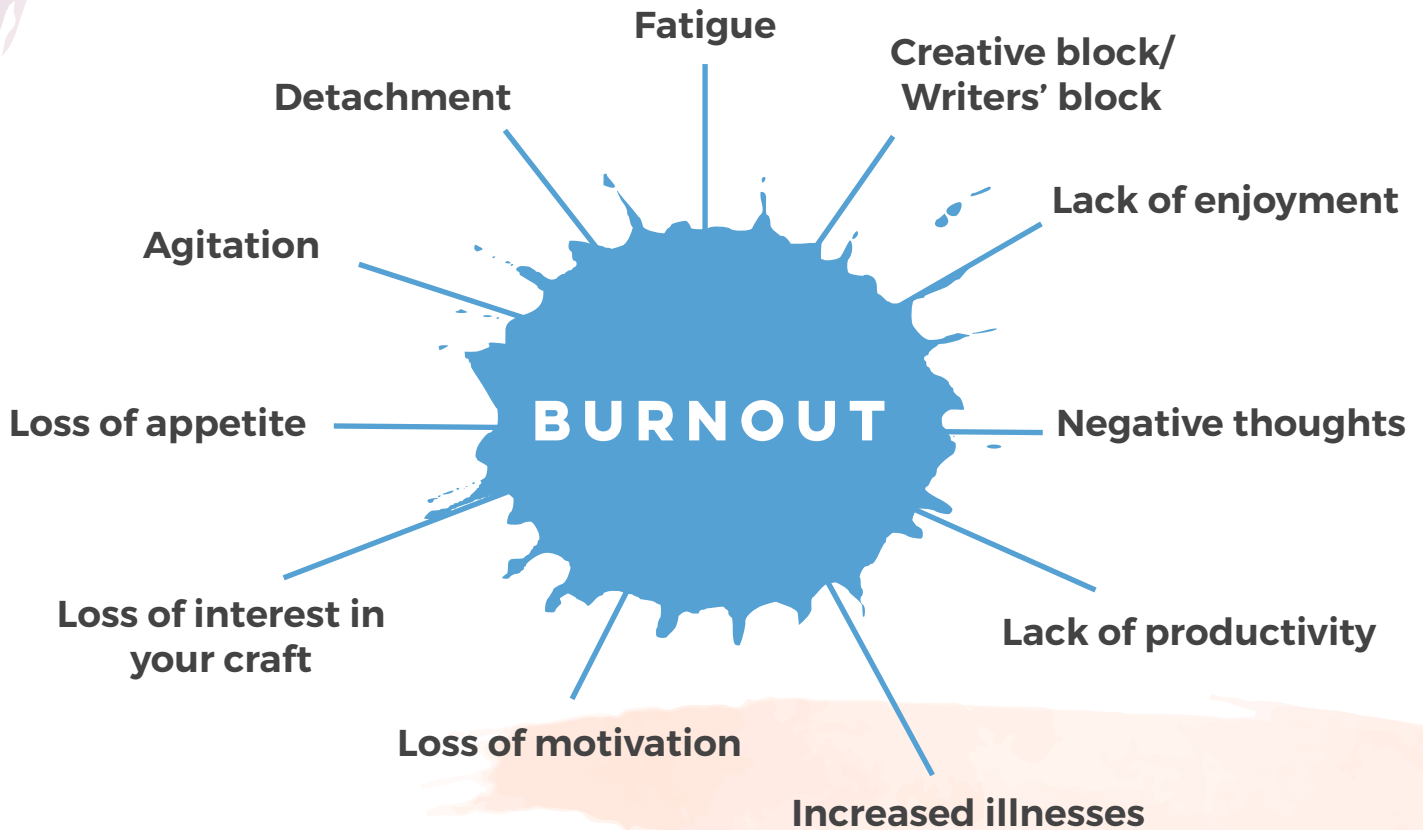 Fatigue
Creative block/
Writers’ block
Detachment
Lack of enjoyment
Agitation
BURNOUT
Loss of appetite
Negative thoughts
Loss of interest in
your craft
Lack of productivity
Loss of motivation
Increased illnesses